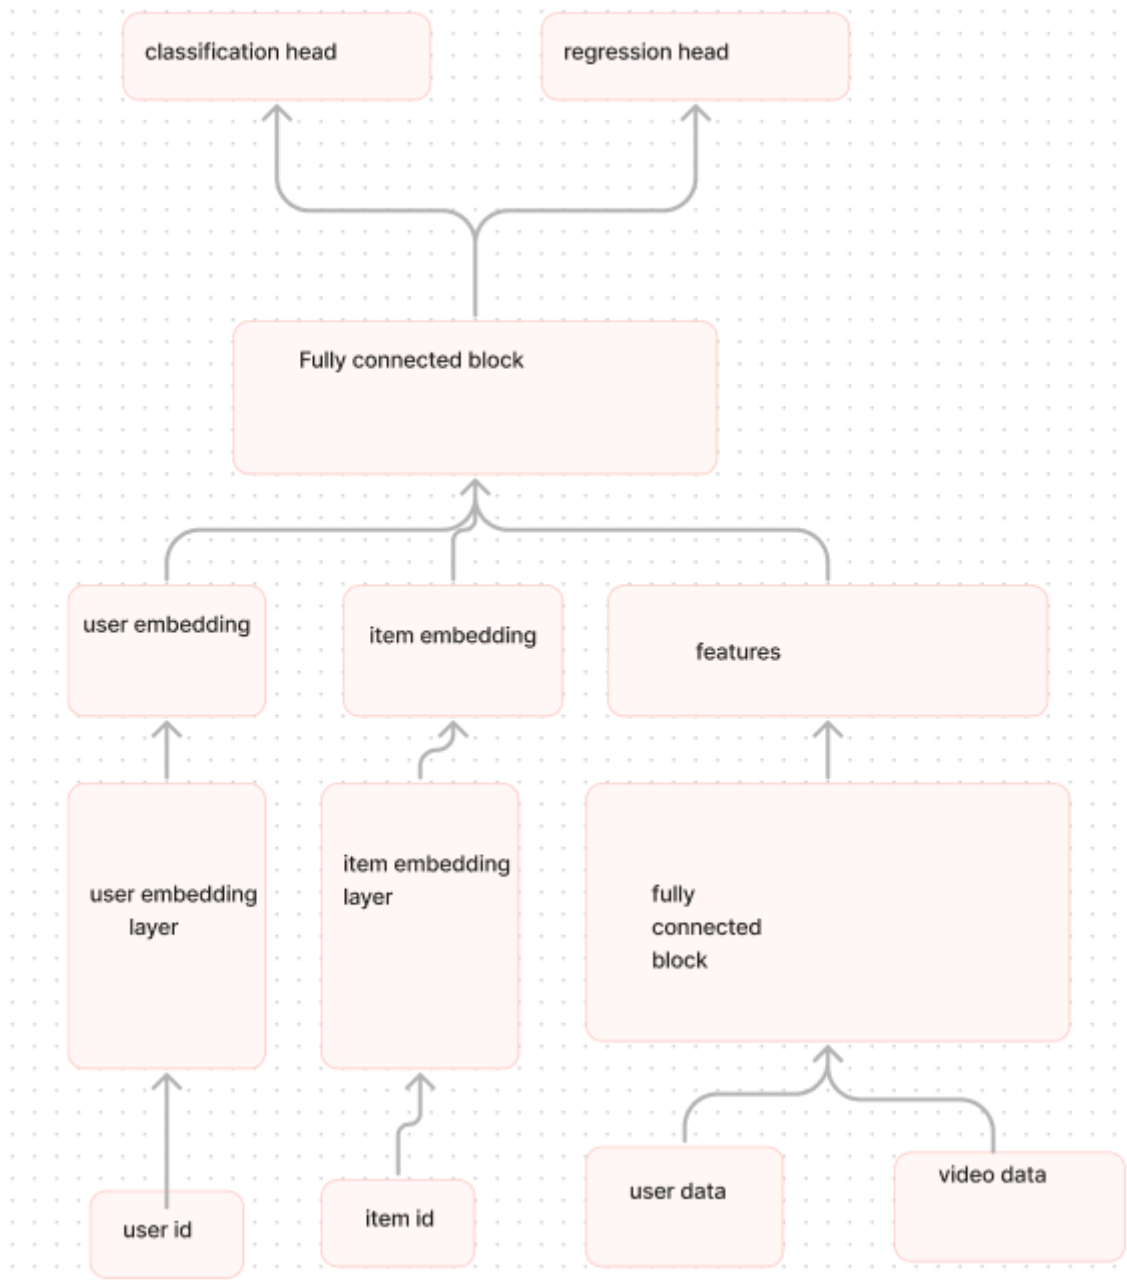 classification head
regression head
Fully connected block
user embedding
item embedding
features
user embedding
layer
item embedding
layer
fully
connected
block
user id
item id
user data
video data